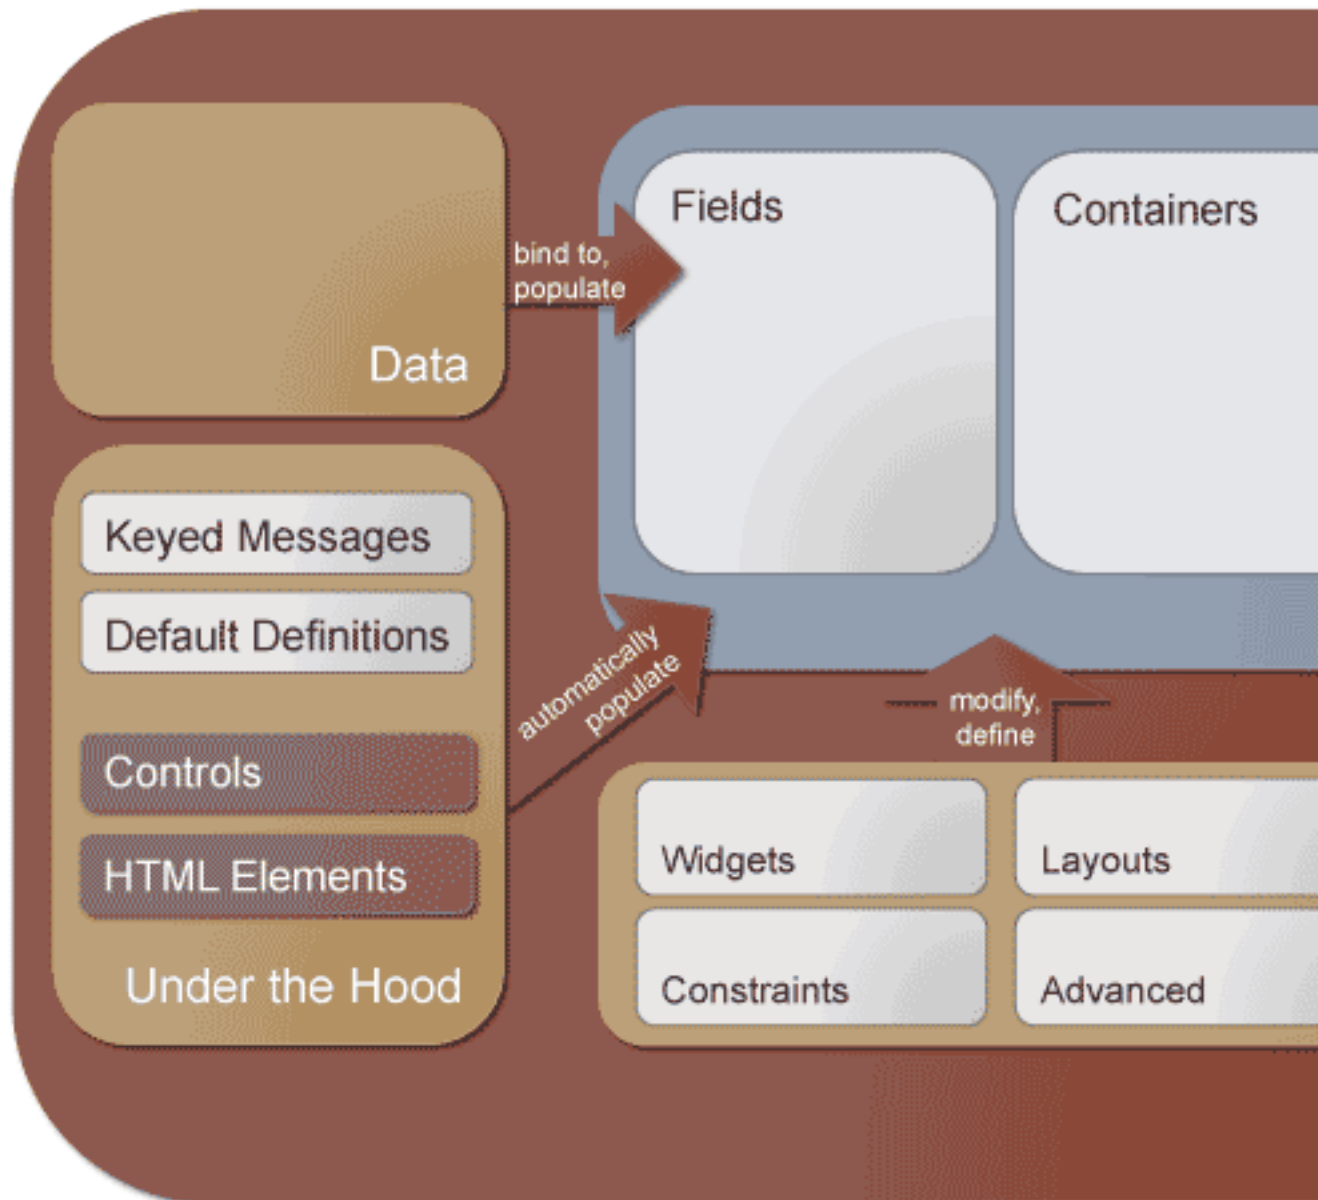 Fields
Containers
bind to,
populate
Data
Keyed Messages
Default Definitions
automatically
populate
modify,
define
Controls
HTML Elements
Under the Hood
Widgets
Layouts
Constraints
Advanced